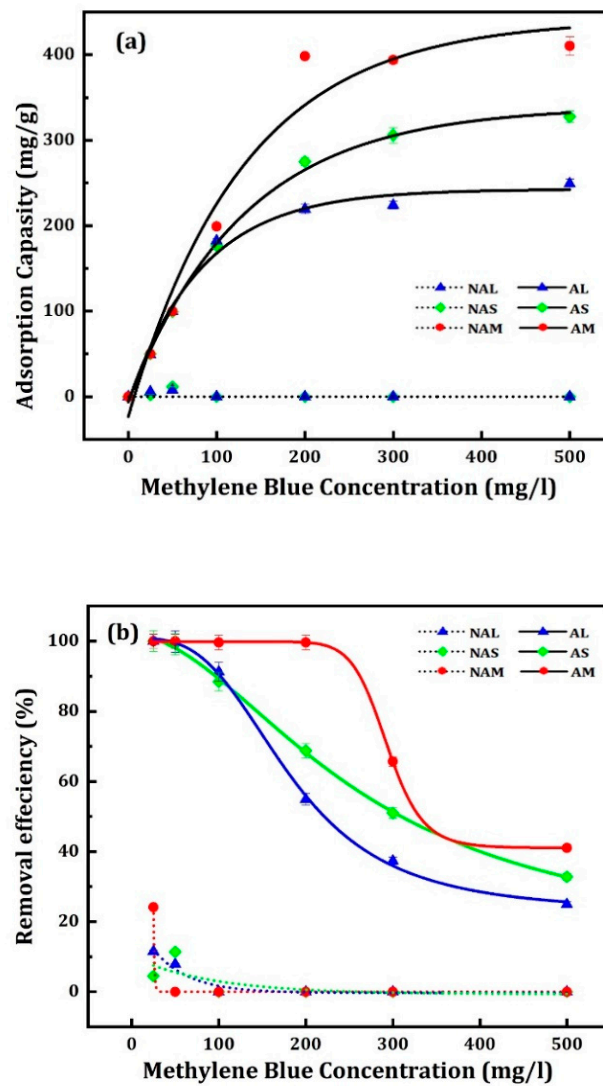 (a)
400
300
200
100
0
Adsorption Capasity (mg/g)
NAL AL
NAS AS
NAM AM
0 100 200 300 400 500
Methylene Blue Concentration (mg/l)
(b)
100
80
60
40
20
0
Removal effeciency (%)
NAL AL
NAS AS
NAM AM
0 100 200 300 400 500
Methylene Blue Concentration (mg/l)